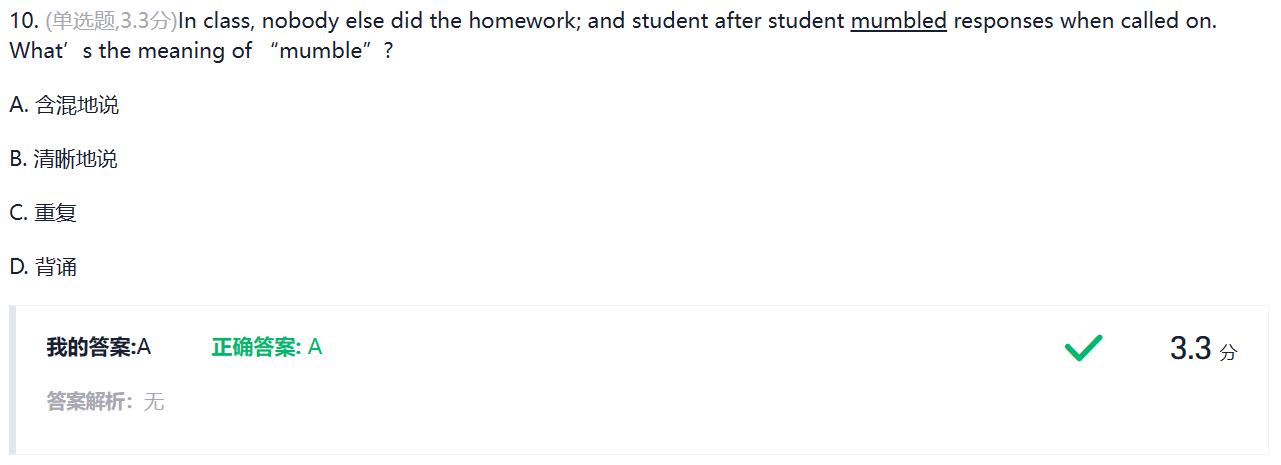 10. (单选题,3.3分)In class, nobody else did the homework; and student after student mumbled responses when called on.
What’s the meaning of “mumble”?
A. 含混地说
B. 清晰地说
C. 重复
D. 背诵
我的答案:A 正确答案: A 3.3 分
答案解析: 无